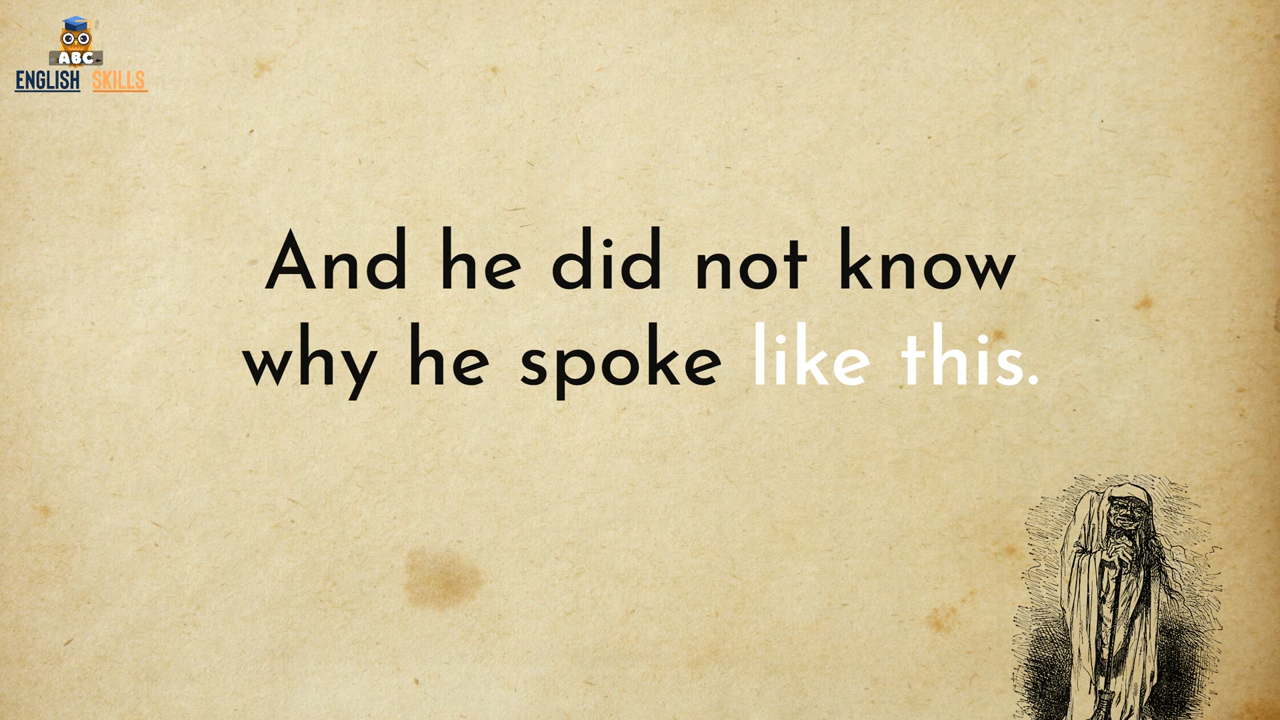 ABC
ENGLISH SKILLS
And he did not know
why he spoke like this.